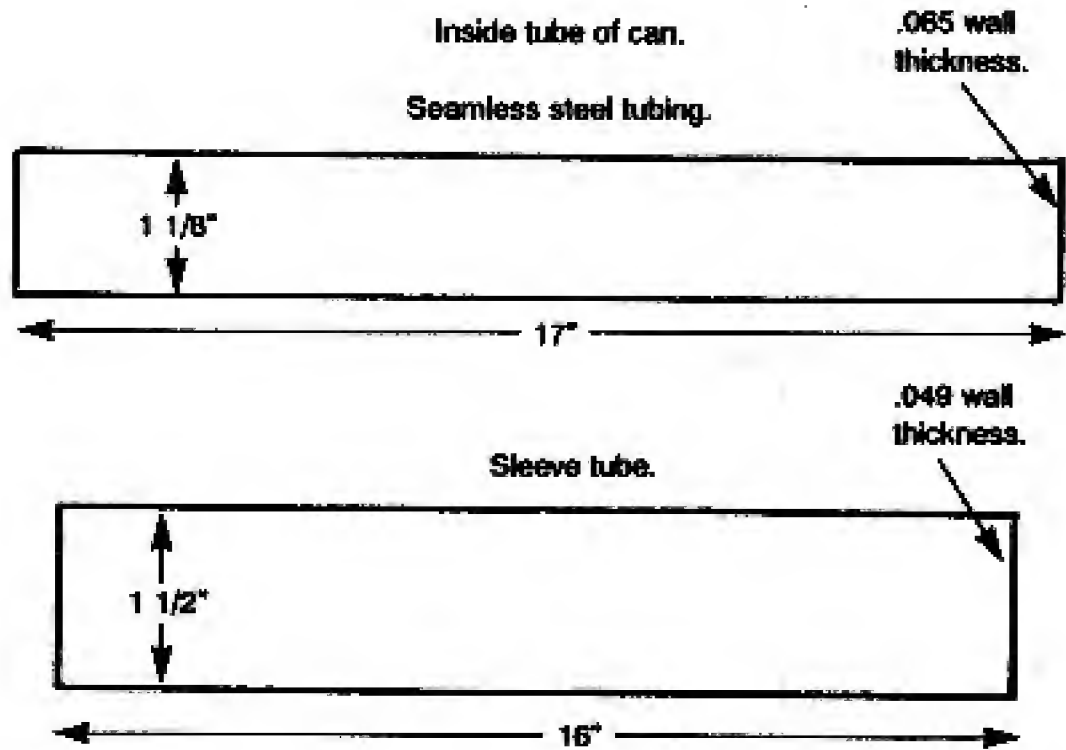 Inside tube of can.
.065 wall
thickness.
Seamless steel tubing.
1 1/8"
17"
.049 wall
thickness.
Sleeve tube.
1 1/2"
16"